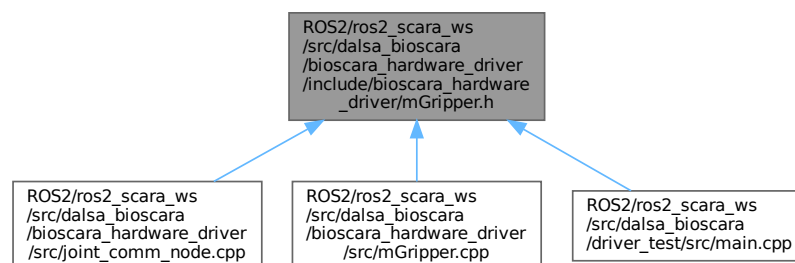 ROS2/ros2_scara_ws
/src/dalsa_bioscara
/bioscara_hardware_driver
/include/bioscara_hardware
_driver/mGripper.h
ROS2/ros2_scara_ws
/src/dalsa_bioscara
/bioscara_hardware_driver
/src/joint_comm_node.cpp
ROS2/ros2_scara_ws
/src/dalsa_bioscara
/bioscara_hardware_driver
/src/mGripper.cpp
ROS2/ros2_scara_ws
/src/dalsa_bioscara
/driver_test/src/main.cpp